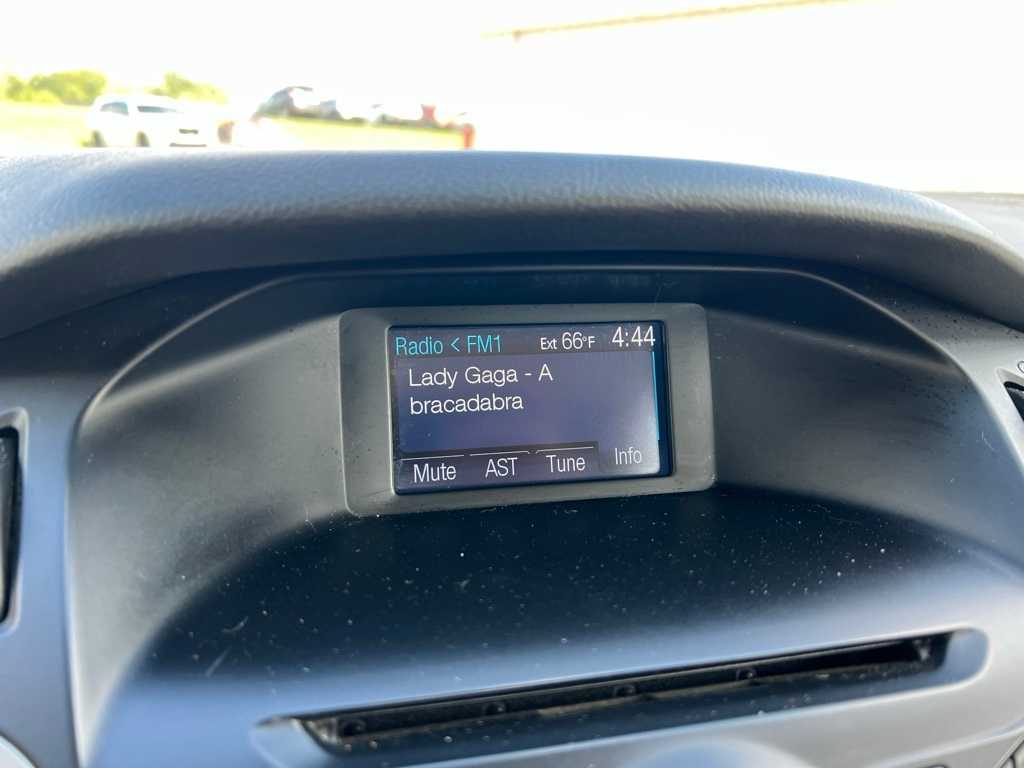 Radio < FM1 Ext 66°F 4:44
Lady Gaga - A
bracadabra
Mute AST Tune Info